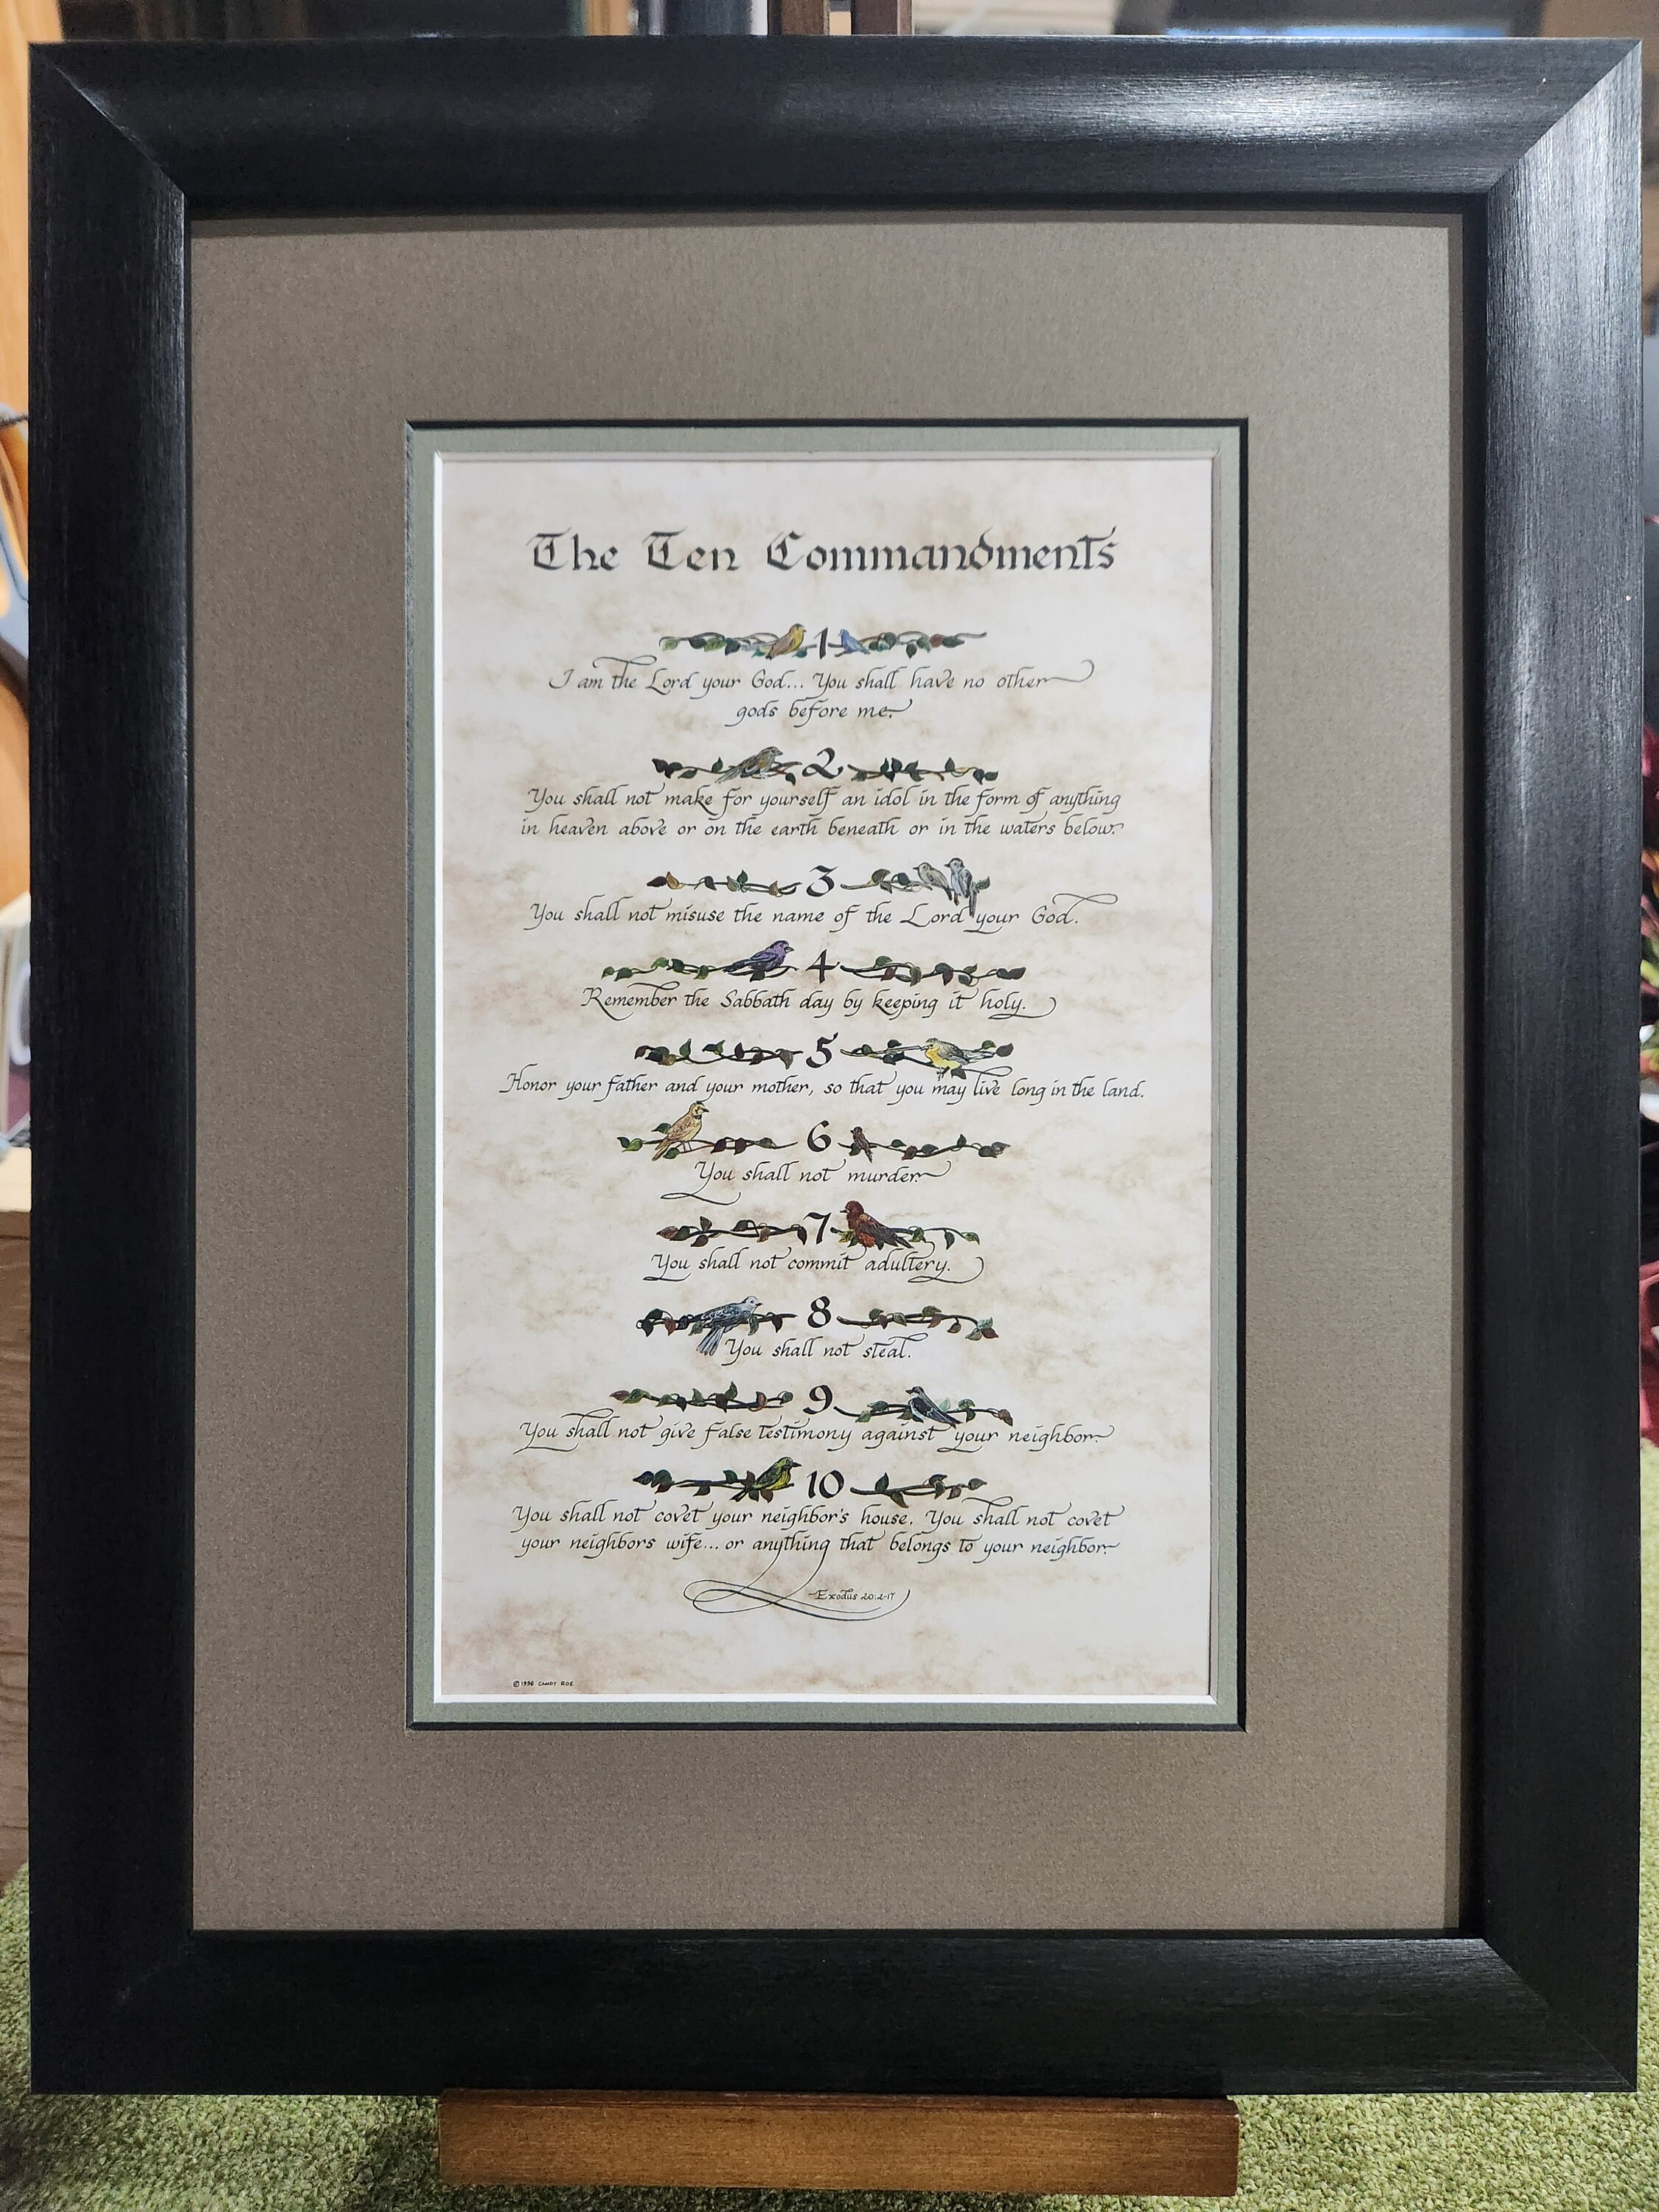 The Ten Commandments
1
I am the Lord your God... You shall have no other
gods before me.
2
You shall not make for yourself an idol in the form of anything
in heaven above or on the earth beneath or in the waters below.
3
You shall not misuse the name of the Lord your God.
4
Remember the Sabbath day by keeping it holy.
5
Honor your father and your mother, so that you may live long in the land.
6
You shall not murder.
7
You shall not commit adultery.
8
You shall not steal.
9
You shall not give false testimony against your neighbor.
10
You shall not covet your neighbor's house. You shall not covet
your neighbors wife... or anything that belongs to your neighbor.
-Exodus 20:2-17
© 1998 CANDY ROE